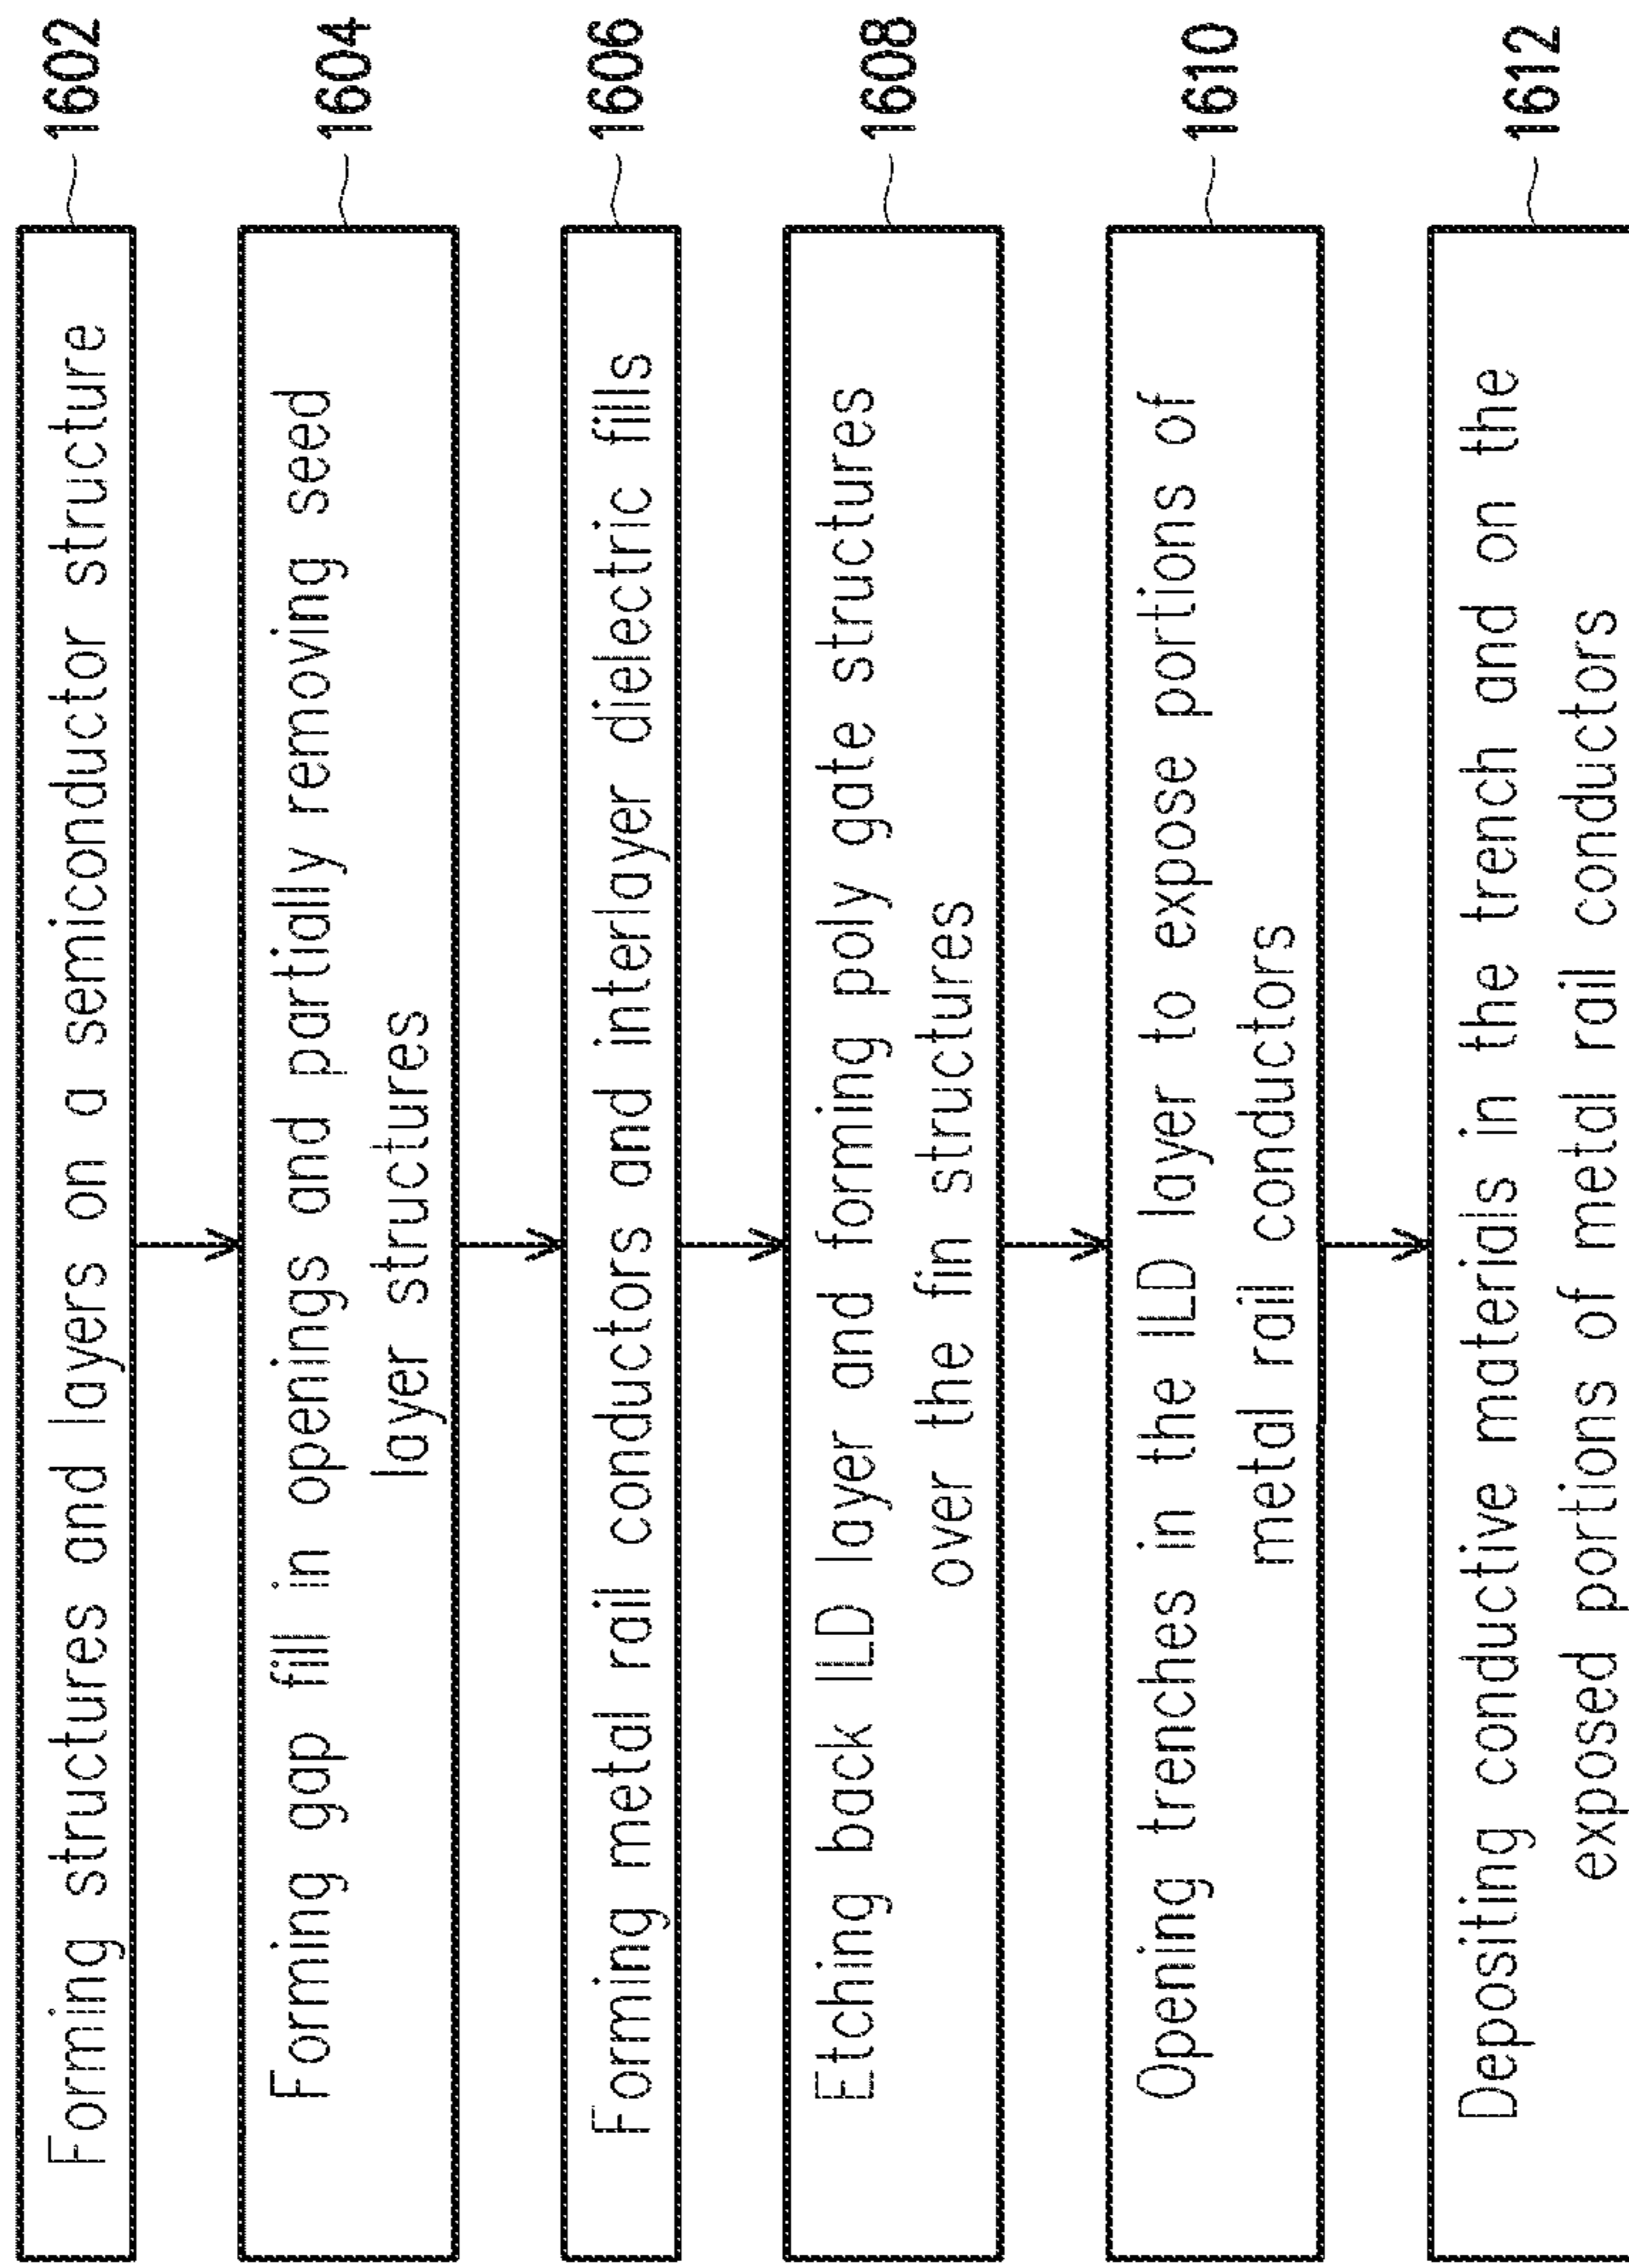 Forming structures and layers on a semiconductor structure
1602
Forming gap fill in openings and partially removing seed
layer structures
1604
Forming metal rail conductors and interlayer dielectric fills
1606
Etching back ILD layer and forming poly gate structures
over the fin structures
1608
Opening trenches in the ILD layer to expose portions of
metal rail conductors
1610
Depositing conductive materials in the trench and on the
exposed portions of metal rail conductors
1612